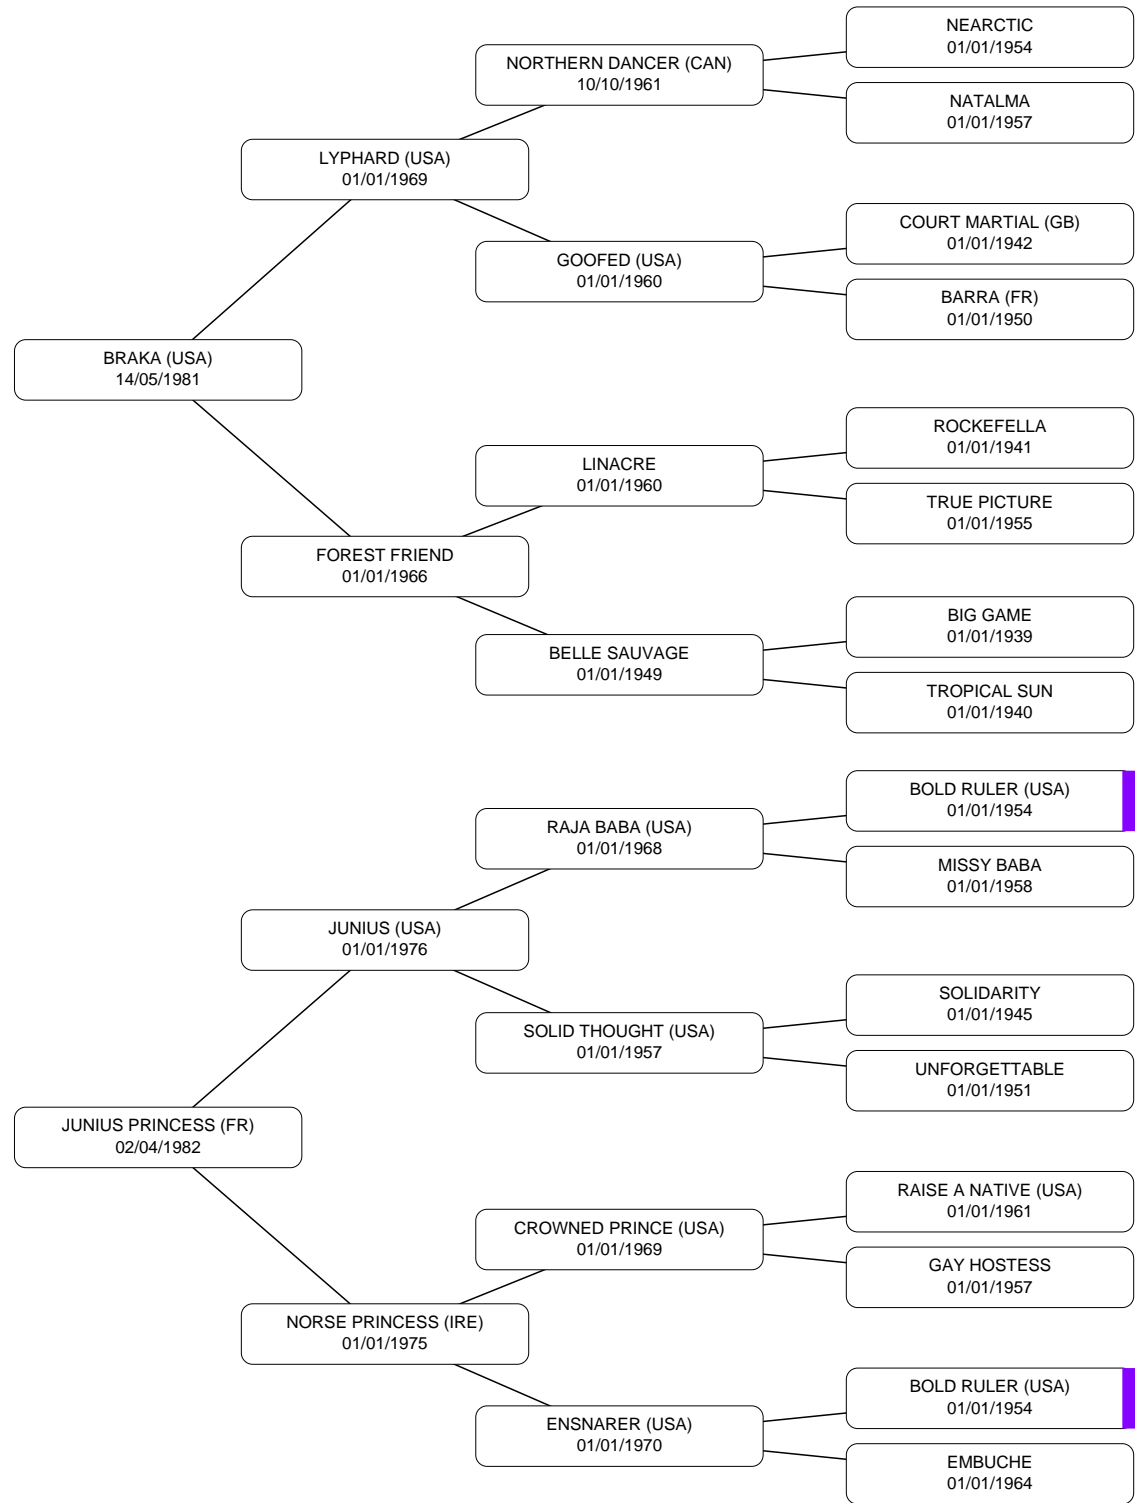 NEARCTIC
01/01/1954
NORTHERN DANCER (CAN)
10/10/1961
NATALMA
01/01/1957
LYPHARD (USA)
01/01/1969
COURT MARTIAL (GB)
01/01/1942
GOOFED (USA)
01/01/1960
BARRA (FR)
01/01/1950
BRAKA (USA)
14/05/1981
ROCKEFELLA
01/01/1941
LINACRE
01/01/1960
TRUE PICTURE
01/01/1955
FOREST FRIEND
01/01/1966
BIG GAME
01/01/1939
BELLE SAUVAGE
01/01/1949
TROPICAL SUN
01/01/1940
BOLD RULER (USA)
01/01/1954
RAJA BABA (USA)
01/01/1968
MISSY BABA
01/01/1958
JUNIUS (USA)
01/01/1976
SOLIDARITY
01/01/1945
SOLID THOUGHT (USA)
01/01/1957
UNFORGETTABLE
01/01/1951
JUNIUS PRINCESS (FR)
02/04/1982
RAISE A NATIVE (USA)
01/01/1961
CROWNED PRINCE (USA)
01/01/1969
GAY HOSTESS
01/01/1957
NORSE PRINCESS (IRE)
01/01/1975
BOLD RULER (USA)
01/01/1954
ENSNARER (USA)
01/01/1970
EMBUCHE
01/01/1964